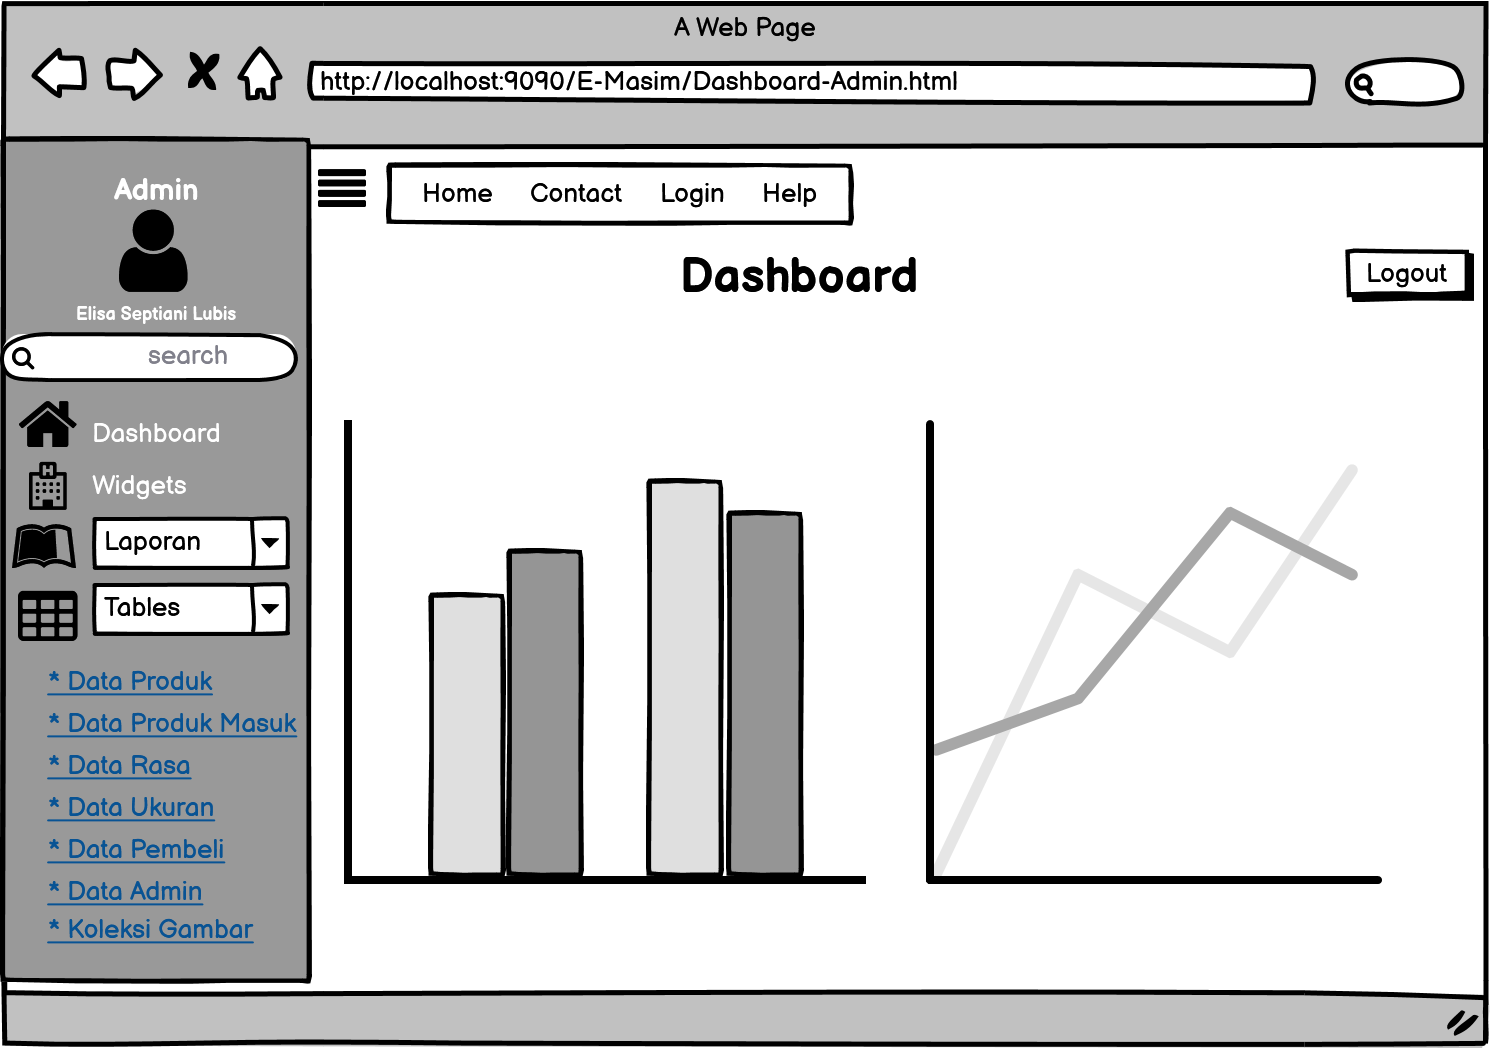 A Web Page
http://localhost:9090/E-Masim/Dashboard-Admin.html
Admin
Elisa Septiani Lubis
search
Dashboard
Widgets
Laporan
Tables
* Data Produk
* Data Produk Masuk
* Data Rasa
* Data Ukuran
* Data Pembeli
* Data Admin
* Koleksi Gambar
Home Contact Login Help
Dashboard
Logout